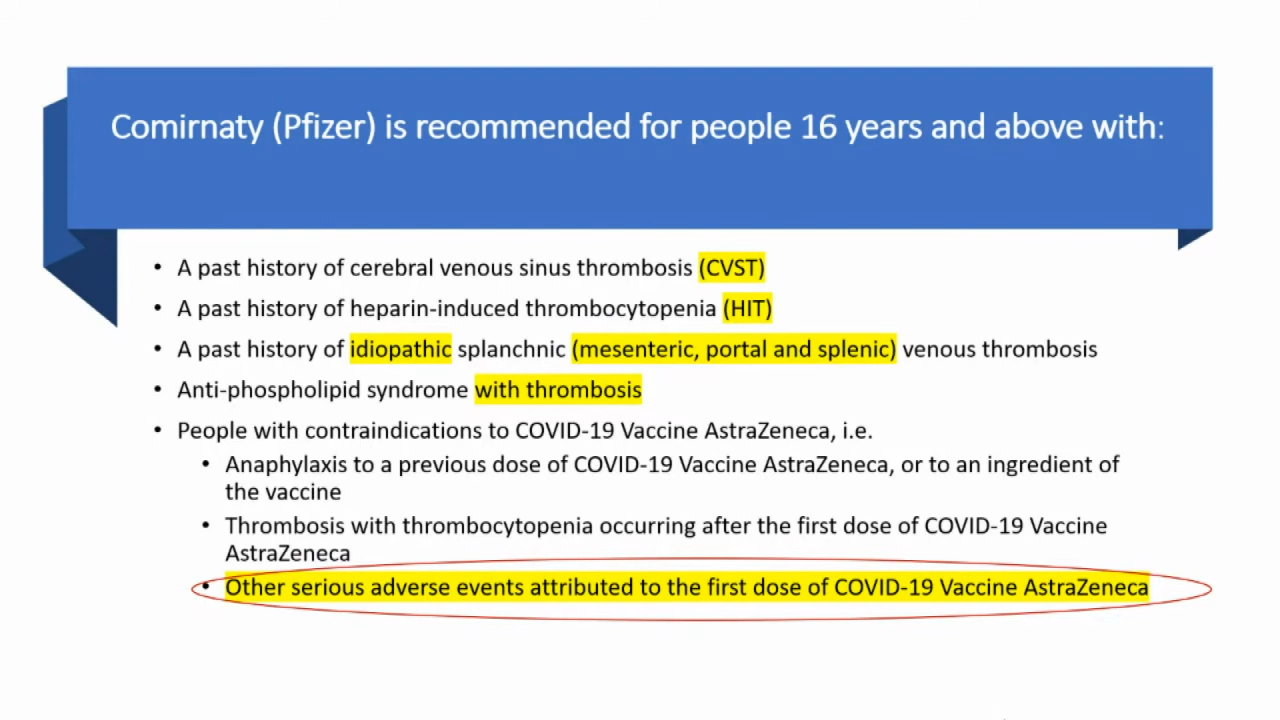 Comirnaty (Pfizer) is recommended for people 16 years and above with:
• A past history of cerebral venous sinus thrombosis (CVST)
• A past history of heparin-induced thrombocytopenia (HIT)
• A past history of idiopathic splanchnic (mesenteric, portal and splenic) venous thrombosis
• Anti-phospholipid syndrome with thrombosis
• People with contraindications to COVID-19 Vaccine AstraZeneca, i.e.
• Anaphylaxis to a previous dose of COVID-19 Vaccine AstraZeneca, or to an ingredient of
the vaccine
• Thrombosis with thrombocytopenia occurring after the first dose of COVID-19 Vaccine
AstraZeneca
• Other serious adverse events attributed to the first dose of COVID-19 Vaccine AstraZeneca